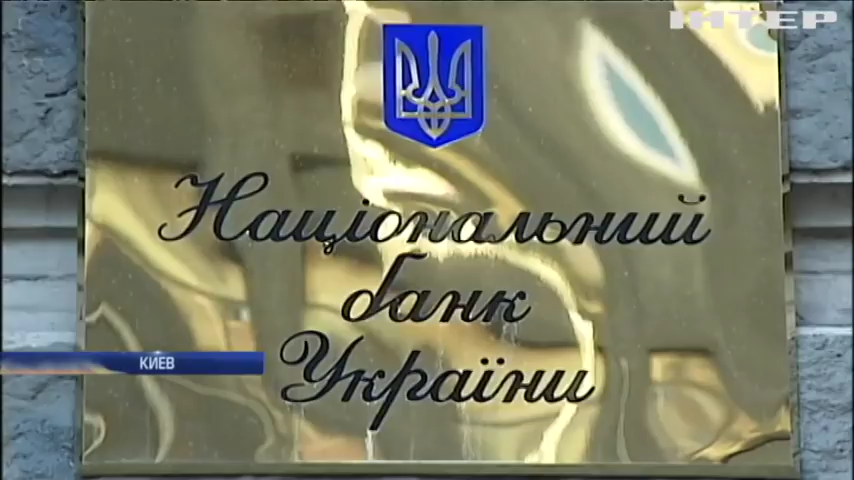 ІНТЕР
Національний
банк
України
КИЕВ